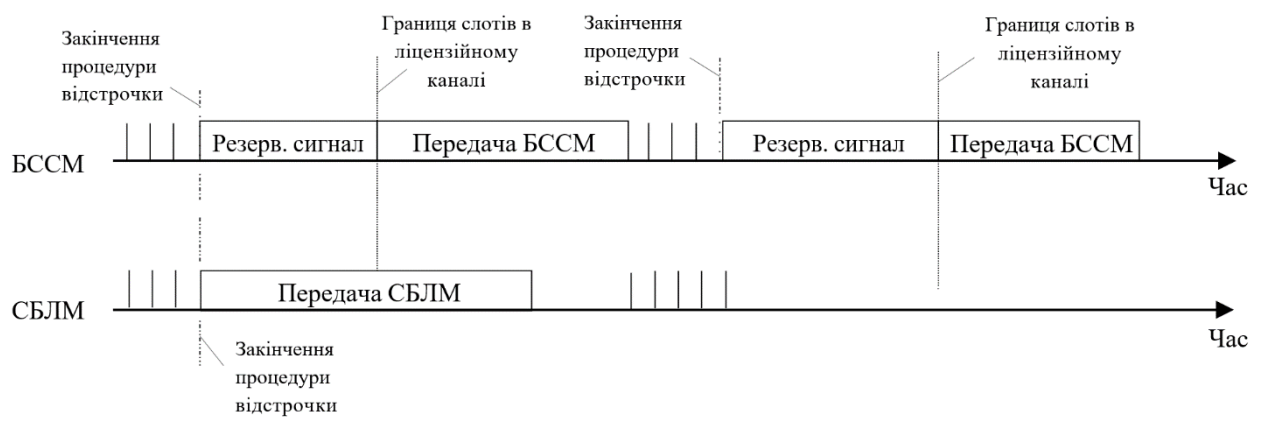 Закінчення
процедури
відстрочки
Границя слотів в
ліцензійному
каналі
Закінчення
процедури
відстрочки
Границя слотів в
ліцензійному
каналі
Резерв. сигнал
Передача БССМ
Резерв. сигнал
Передача БССМ
БССМ
Час
Передача СБЛМ
СБЛМ
Час
Закінчення
процедури
відстрочки